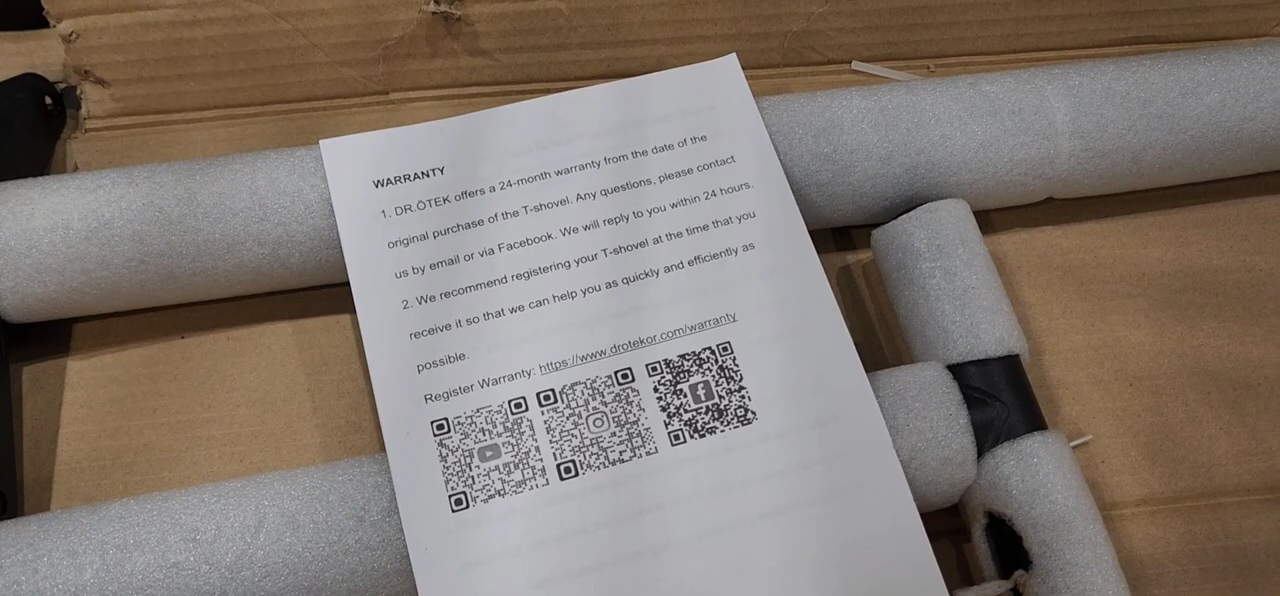 WARRANTY
1. DR.ÖTEK offers a 24-month warranty from the date of the
original purchase of the T-shovel. Any questions, please contact
us by email or via Facebook. We will reply to you within 24 hours.
2. We recommend registering your T-shovel at the time that you
receive it so that we can help you as quickly and efficiently as
possible.
Register Warranty: https://www.drotekor.com/warranty